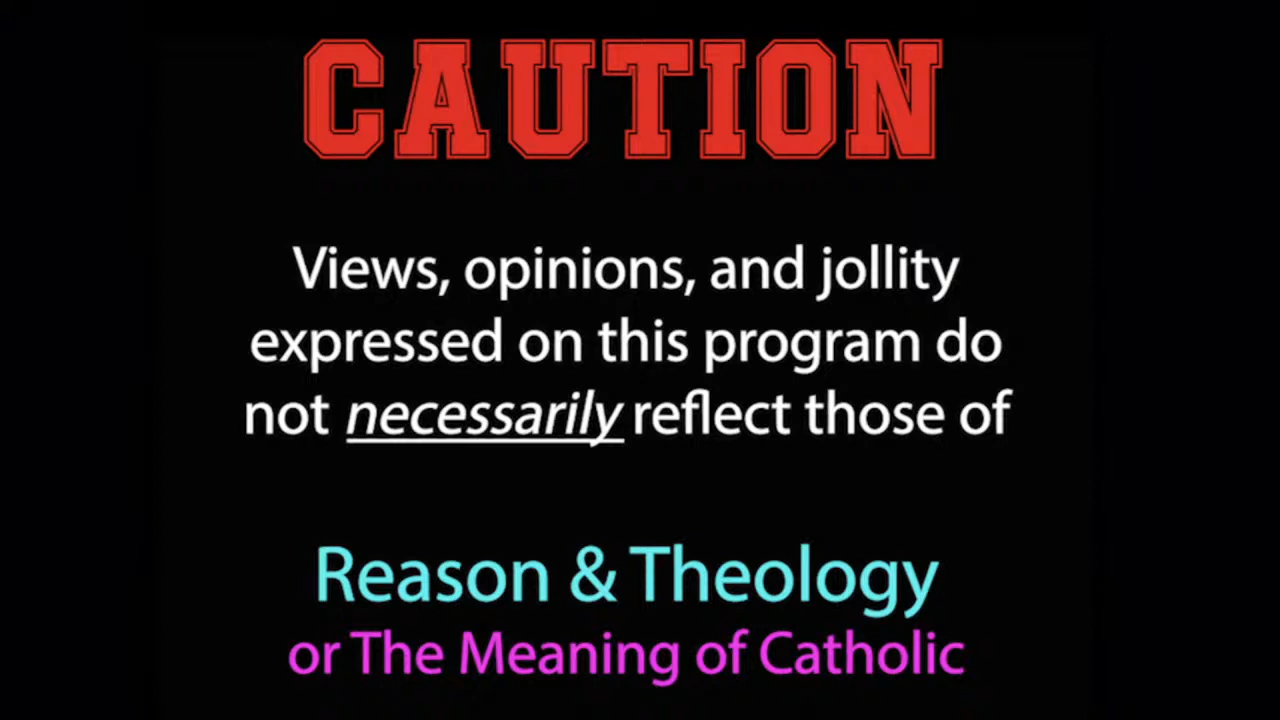 CAUTION
Views, opinions, and jollity
expressed on this program do
not necessarily reflect those of
Reason & Theology
or The Meaning of Catholic